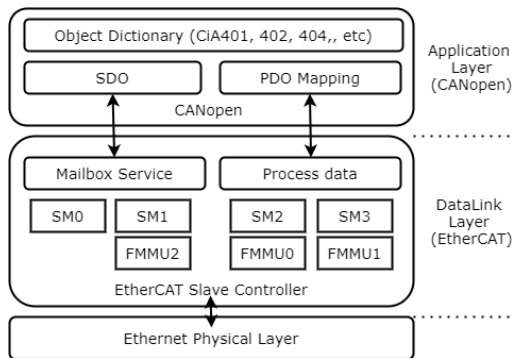 Object Dictionary (CiA401, 402, 404,, etc)
SDO
PDO Mapping
CANopen
Application
Layer
(CANopen)
Mailbox Service
Process data
SM0
SM1
SM2
SM3
FMMU2
FMMU0
FMMU1
EtherCAT Slave Controller
DataLink
Layer
(EtherCAT)
Ethernet Physical Layer